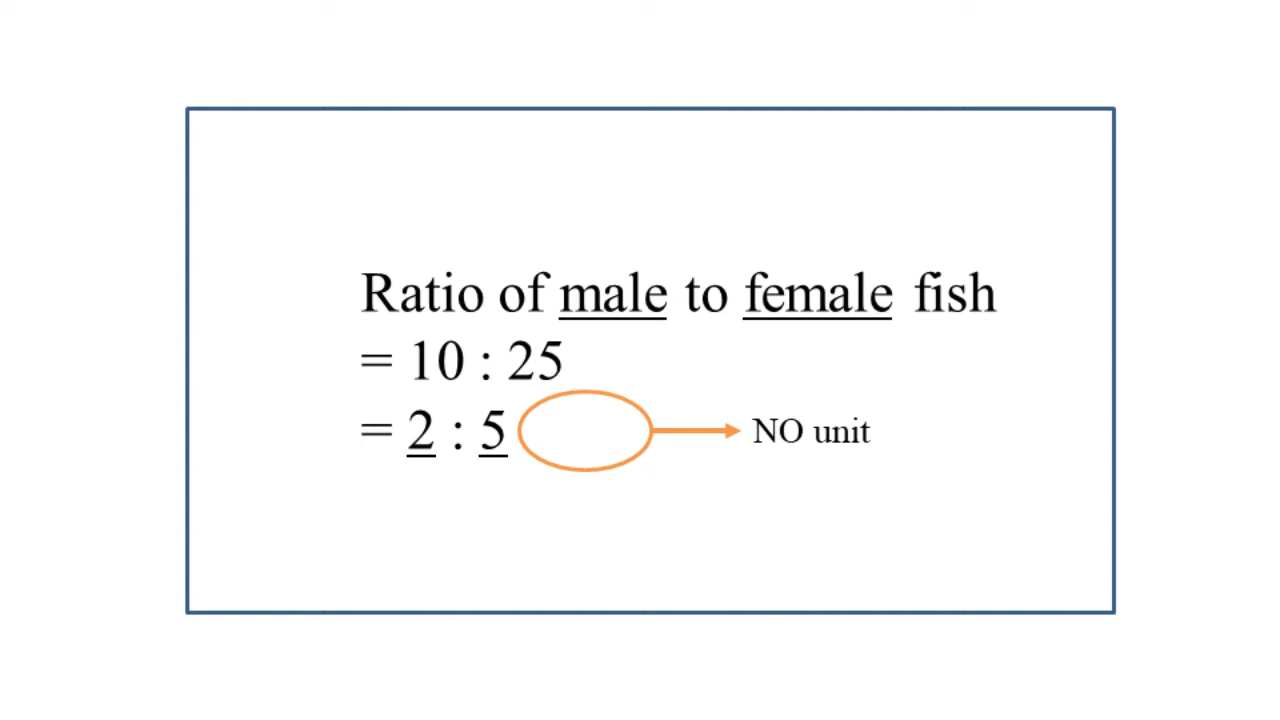 Ratio of male to female fish
= 10 : 25
= 2 : 5 NO unit